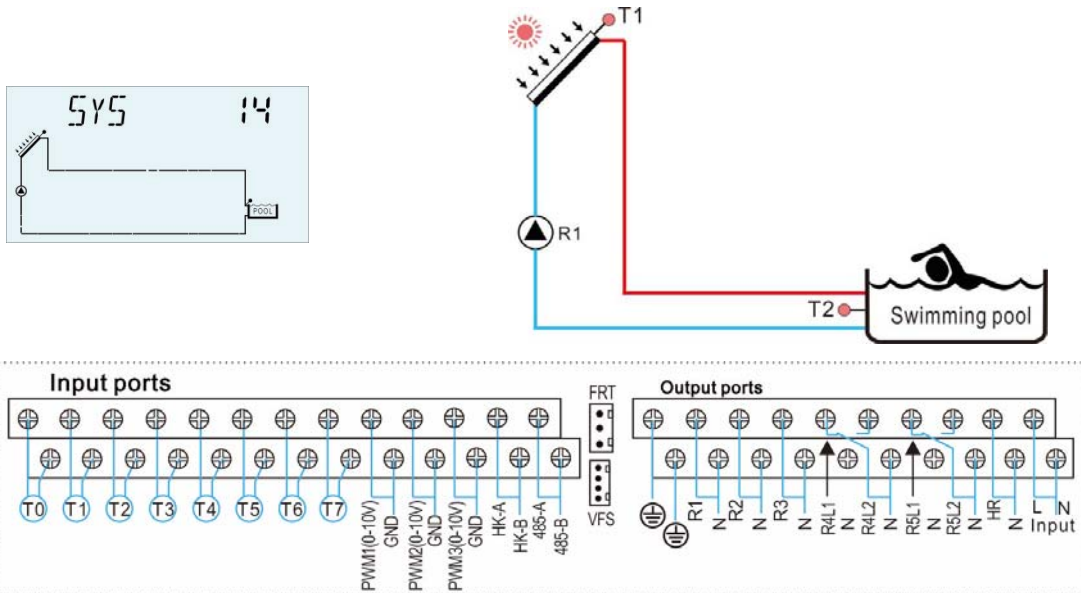 SYS 14
POOL
T1
R1
T2
Swimming pool
Input ports
FRT
Output ports
T0 T1 T2 T3 T4 T5 T6 T7
PWM1(0-10V)
GND
PWM2(0-10V)
GND
PWM3(0-10V)
GND
HK-A
HK-B
485-A
485-B
VFS
R1
N
R2
N
R3
N
R4L1
N
R4L2
N
R5L1
N
R5L2
N
HR
N
L N
Input